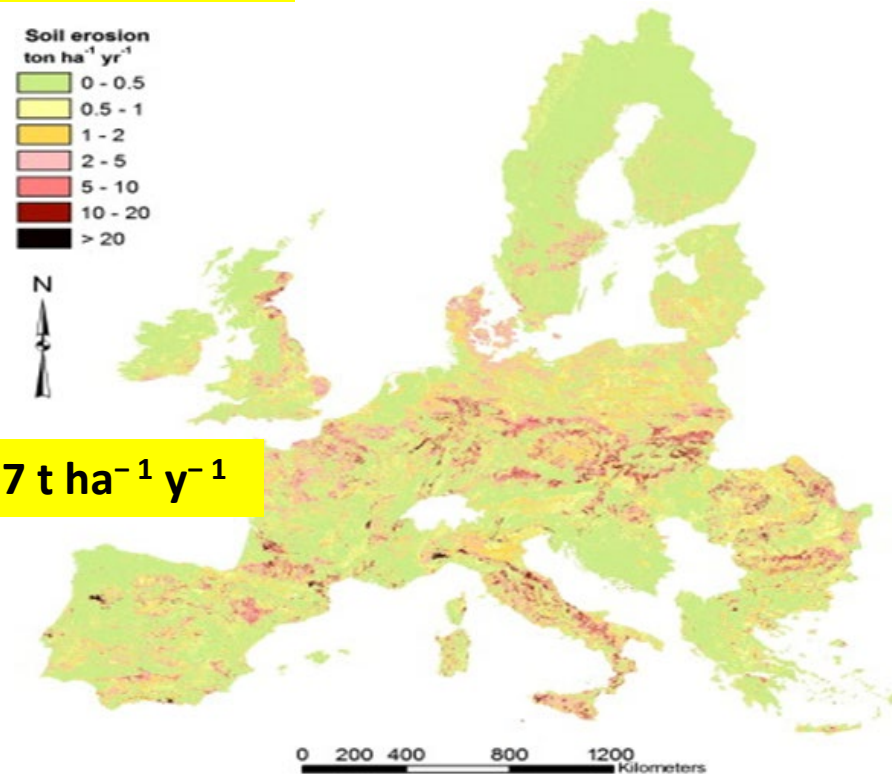 Soil erosion
ton ha⁻¹ yr⁻¹
0 - 0.5
0.5 - 1
1 - 2
2 - 5
5 - 10
10 - 20
> 20
N
7 t ha⁻ ¹ y⁻ ¹
0 200 400 800 1200
Kilometers